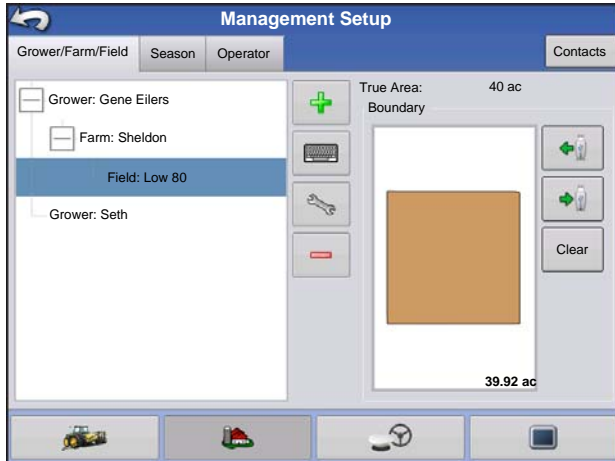 Management Setup
Grower/Farm/Field
Season
Operator
Contacts
Grower: Gene Eilers
Farm: Sheldon
Field: Low 80
Grower: Seth
True Area: 40 ac
Boundary
Clear
39.92 ac